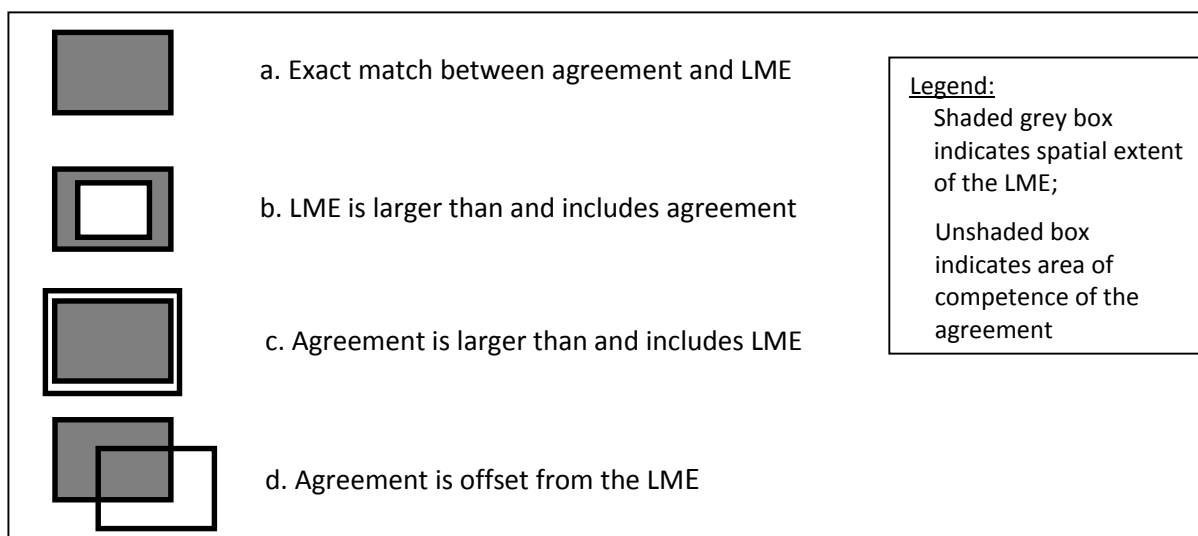 a. Exact match between agreement and LME
b. LME is larger than and includes agreement
c. Agreement is larger than and includes LME
d. Agreement is offset from the LME
Legend:
Shaded grey box
indicates spatial extent
of the LME;
Unshaded box
indicates area of
competence of the
agreement